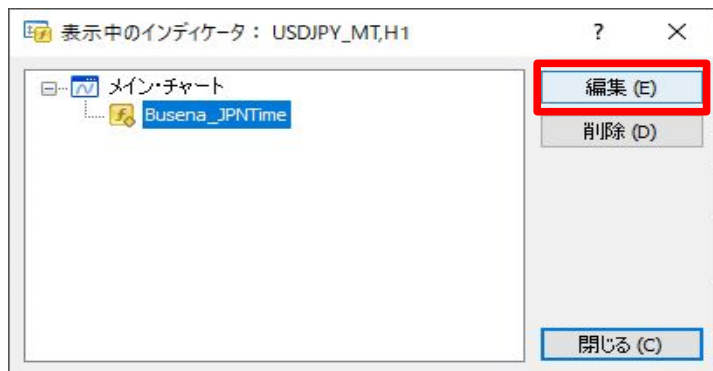 表示中のインディケータ： USDJPY_MT,H1
?
メイン・チャート
Busena_JPNTime
編集 (E)
削除 (D)
閉じる (C)